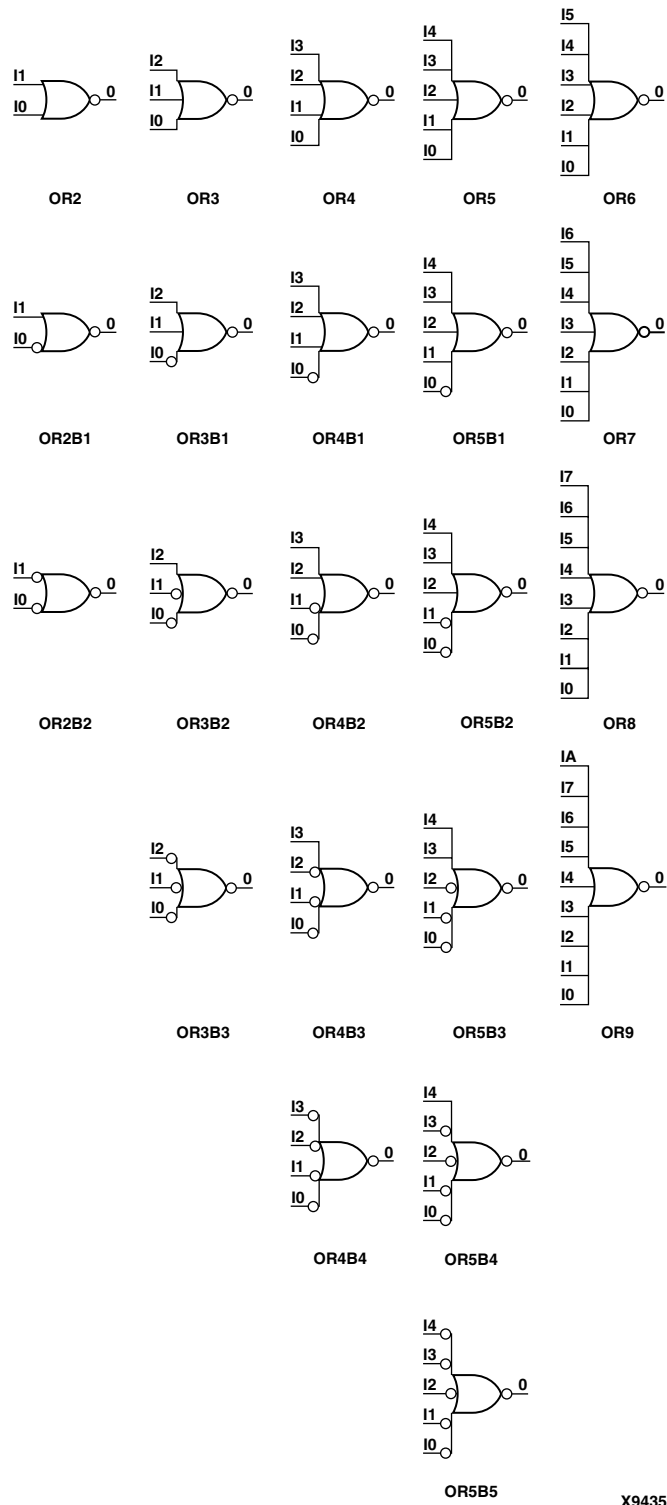 I1
I0
0
OR2
I2
I1
I0
0
OR3
I3
I2
I1
I0
0
OR4
I4
I3
I2
I1
I0
0
OR5
I5
I4
I3
I2
I1
I0
0
OR6
I1
I0
0
OR2B1
I2
I1
I0
0
OR3B1
I3
I2
I1
I0
0
OR4B1
I4
I3
I2
I1
I0
0
OR5B1
I6
I5
I4
I3
I2
I1
I0
0
OR7
I1
I0
0
OR2B2
I2
I1
I0
0
OR3B2
I3
I2
I1
I0
0
OR4B2
I4
I3
I2
I1
I0
0
OR5B2
I7
I6
I5
I4
I3
I2
I1
I0
0
OR8
I2
I1
I0
0
OR3B3
I3
I2
I1
I0
0
OR4B3
I4
I3
I2
I1
I0
0
OR5B3
IA
I7
I6
I5
I4
I3
I2
I1
I0
0
OR9
I3
I2
I1
I0
0
OR4B4
I4
I3
I2
I1
I0
0
OR5B4
I4
I3
I2
I1
I0
0
OR5B5
X9435